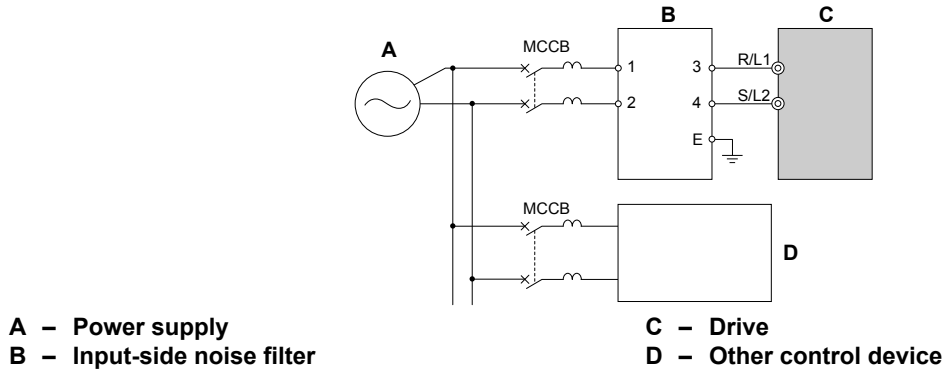 A
B
C
MCCB
1
3
R/L1
2
4
S/L2
E
MCCB
D
A – Power supply
B – Input-side noise filter
C – Drive
D – Other control device